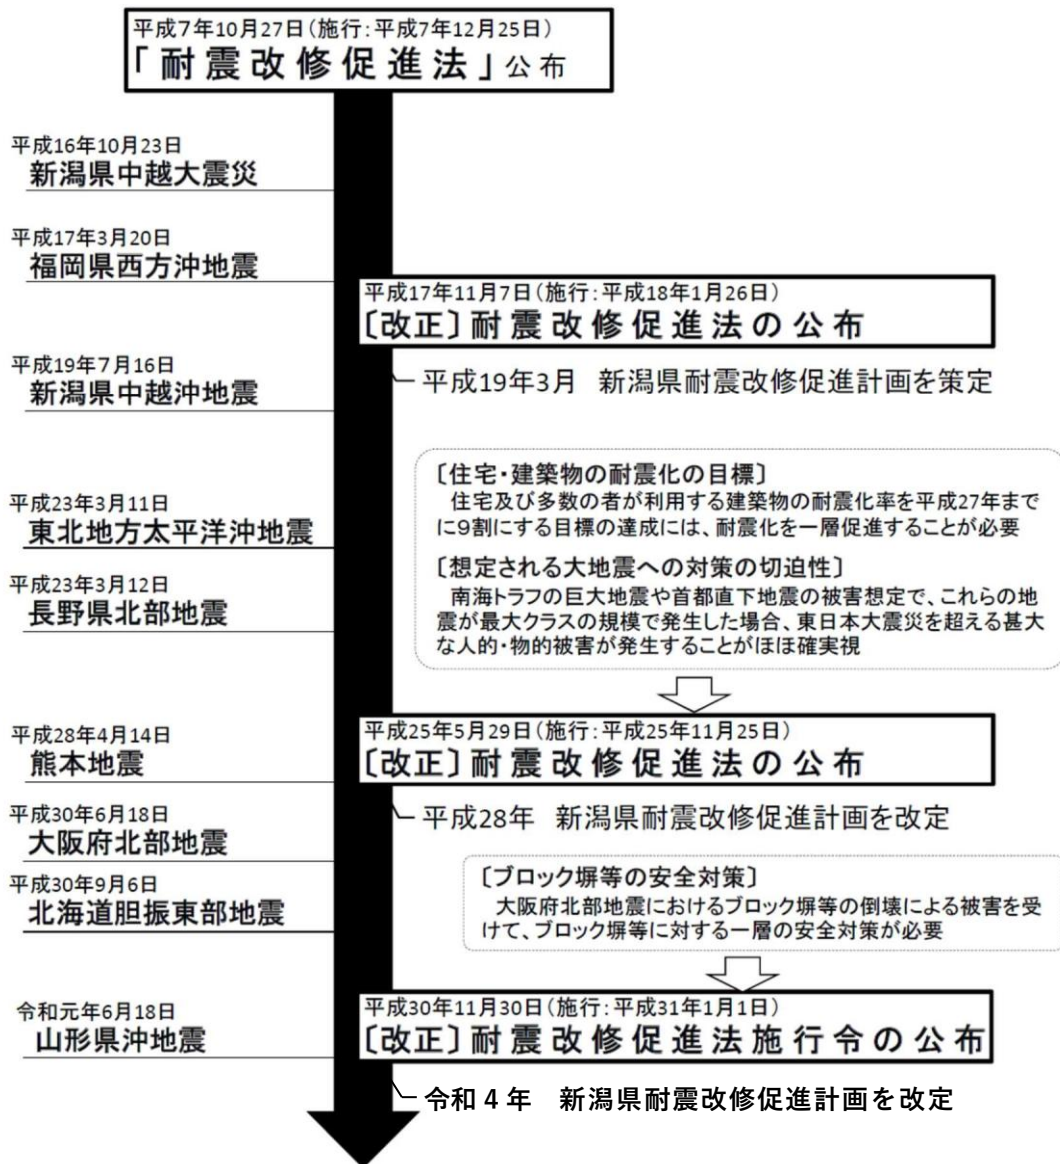 平成7年10月27日(施行:平成7年12月25日)
「耐震改修促進法」公布
平成16年10月23日
新潟県中越大震災
平成17年3月20日
福岡県西方沖地震
平成17年11月7日(施行:平成18年1月26日)
〔改正〕耐震改修促進法の公布
平成19年3月 新潟県耐震改修促進計画を策定
平成19年7月16日
新潟県中越沖地震
〔住宅・建築物の耐震化の目標〕
住宅及び多数の者が利用する建築物の耐震化率を平成27年まで
に9割にする目標の達成には、耐震化を一層促進することが必要
〔想定される大地震への対策の切迫性〕
南海トラフの巨大地震や首都直下地震の被害想定で、これらの地
震が最大クラスの規模で発生した場合、東日本大震災を超える甚大
な人的・物的被害が発生することがほほ確実視
平成23年3月11日
東北地方太平洋沖地震
平成23年3月12日
長野県北部地震
平成25年5月29日(施行:平成25年11月25日)
〔改正〕耐震改修促進法の公布
平成28年 新潟県耐震改修促進計画を改定
平成28年4月14日
熊本地震
平成30年6月18日
大阪府北部地震
平成30年9月6日
北海道胆振東部地震
〔ブロック塀等の安全対策〕
大阪府北部地震におけるブロック塀等の倒壊による被害を受
けて、ブロック塀等に対する一層の安全対策が必要
平成30年11月30日(施行:平成31年1月1日)
〔改正〕耐震改修促進法施行令の公布
令和元年6月18日
山形県沖地震
令和4年 新潟県耐震改修促進計画を改定